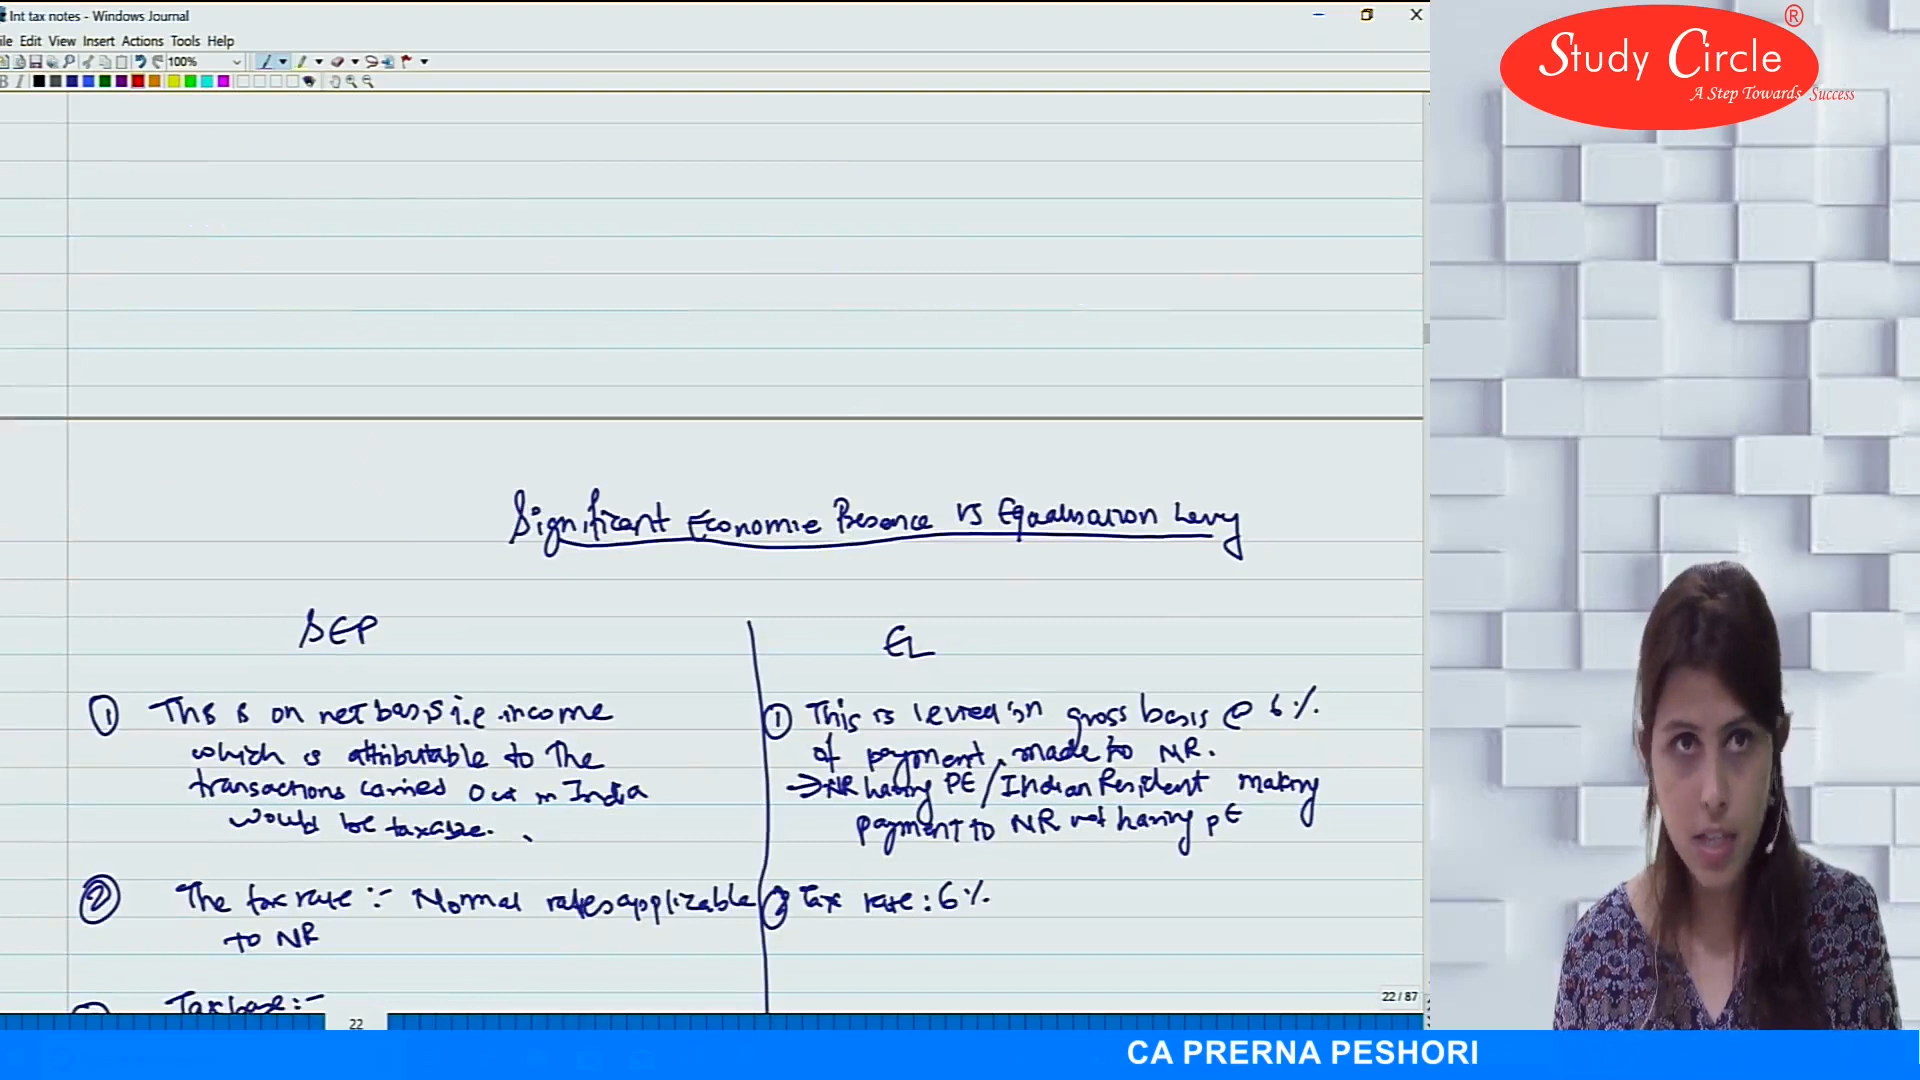 Int tax notes - Windows Journal
ile Edit View Insert Actions Tools Help
100%
B I
Study Circle ®
A Step Towards Success
Significant Economic Presence vs Equalisation Levy
SEP
EL
① This is on net basis i.e. income
which is attributable to the
transactions carried out in India
would be taxable.
① This is levied on gross basis @ 6%
of payment made to NR.
→ NR having PE / Indian Resident making
payment to NR not having PE
② The tax rate :- Normal rates applicable
to NR
② Tax rate : 6%
Tax base :-
22 / 87
22
CA PRERNA PESHORI